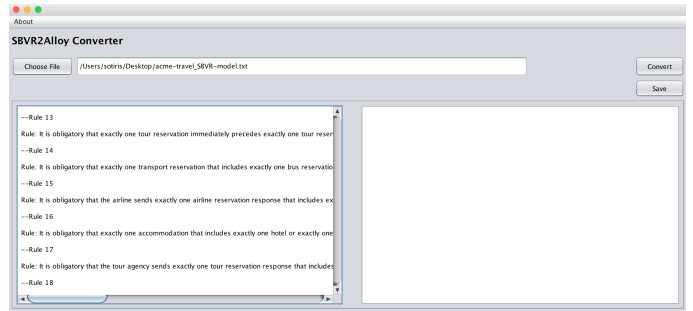 About
SBVR2Alloy Converter
Choose File
/Users/sotiris/Desktop/acme-travel_SBVR-model.txt
Convert
Save
--Rule 13
Rule: It is obligatory that exactly one tour reservation immediately precedes exactly one tour reser
--Rule 14
Rule: It is obligatory that exactly one transport reservation that includes exactly one bus reservatio
--Rule 15
Rule: It is obligatory that the airline sends exactly one airline reservation response that includes ex
--Rule 16
Rule: It is obligatory that exactly one accommodation that includes exactly one hotel or exactly one
--Rule 17
Rule: It is obligatory that the tour agency sends exactly one tour reservation response that includes
--Rule 18